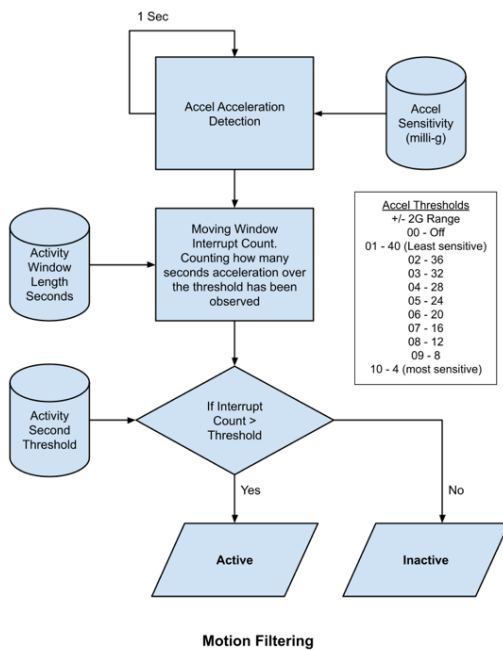 1 Sec
Accel Acceleration
Detection
Accel
Sensitivity
(milli-g)
Activity
Window
Length
Seconds
Moving Window
Interrupt Count.
Counting how many
seconds acceleration over
the threshold has been
observed
Accel Thresholds
+/- 2G Range
00 - Off
01 - 40 (Least sensitive)
02 - 36
03 - 32
04 - 28
05 - 24
06 - 20
07 - 16
08 - 12
09 - 8
10 - 4 (most sensitive)
Activity
Second
Threshold
If Interrupt
Count >
Threshold
Yes
No
Active
Inactive
Motion Filtering